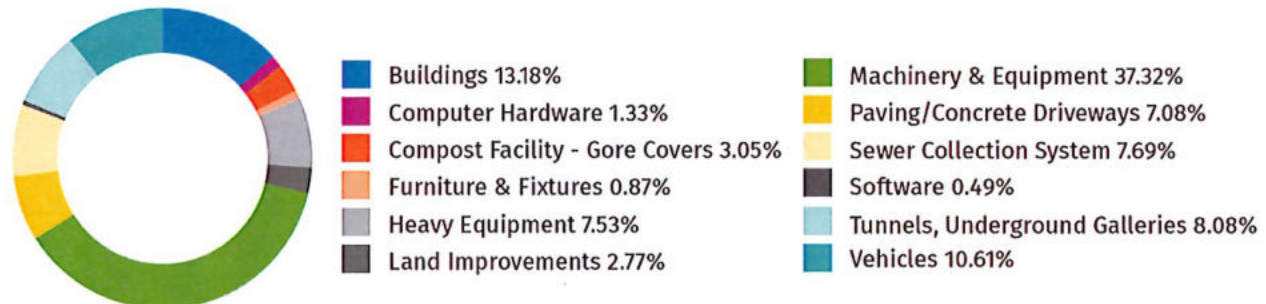 Buildings 13.18%
Computer Hardware 1.33%
Compost Facility - Gore Covers 3.05%
Furniture & Fixtures 0.87%
Heavy Equipment 7.53%
Land Improvements 2.77%
Machinery & Equipment 37.32%
Paving/Concrete Driveways 7.08%
Sewer Collection System 7.69%
Software 0.49%
Tunnels, Underground Galleries 8.08%
Vehicles 10.61%